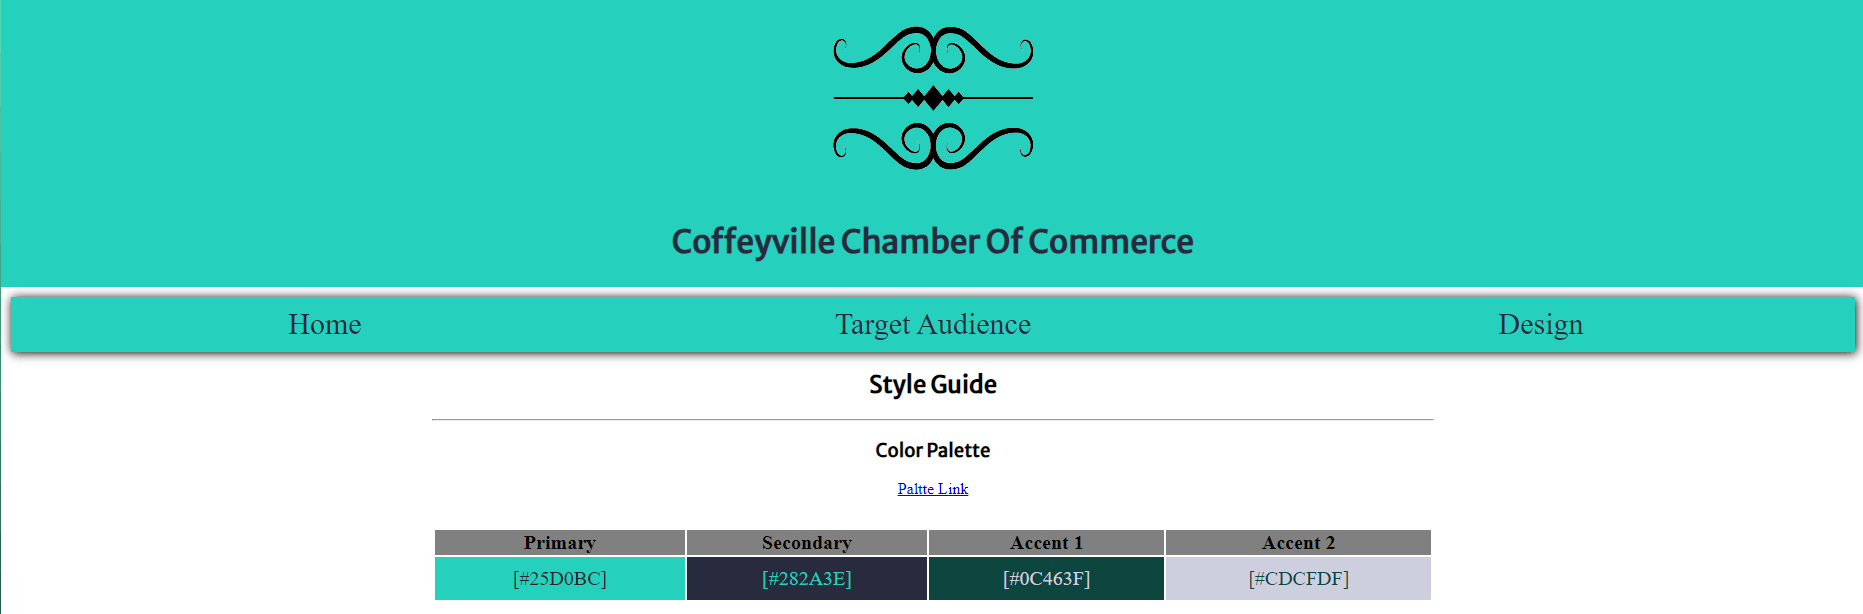 Coffeyville Chamber Of Commerce
Home Target Audience Design
Style Guide
Color Palette
Paltte Link
Primary Secondary Accent 1 Accent 2
[#25D0BC] [#282A3E] [#0C463F] [#CDCFDF]